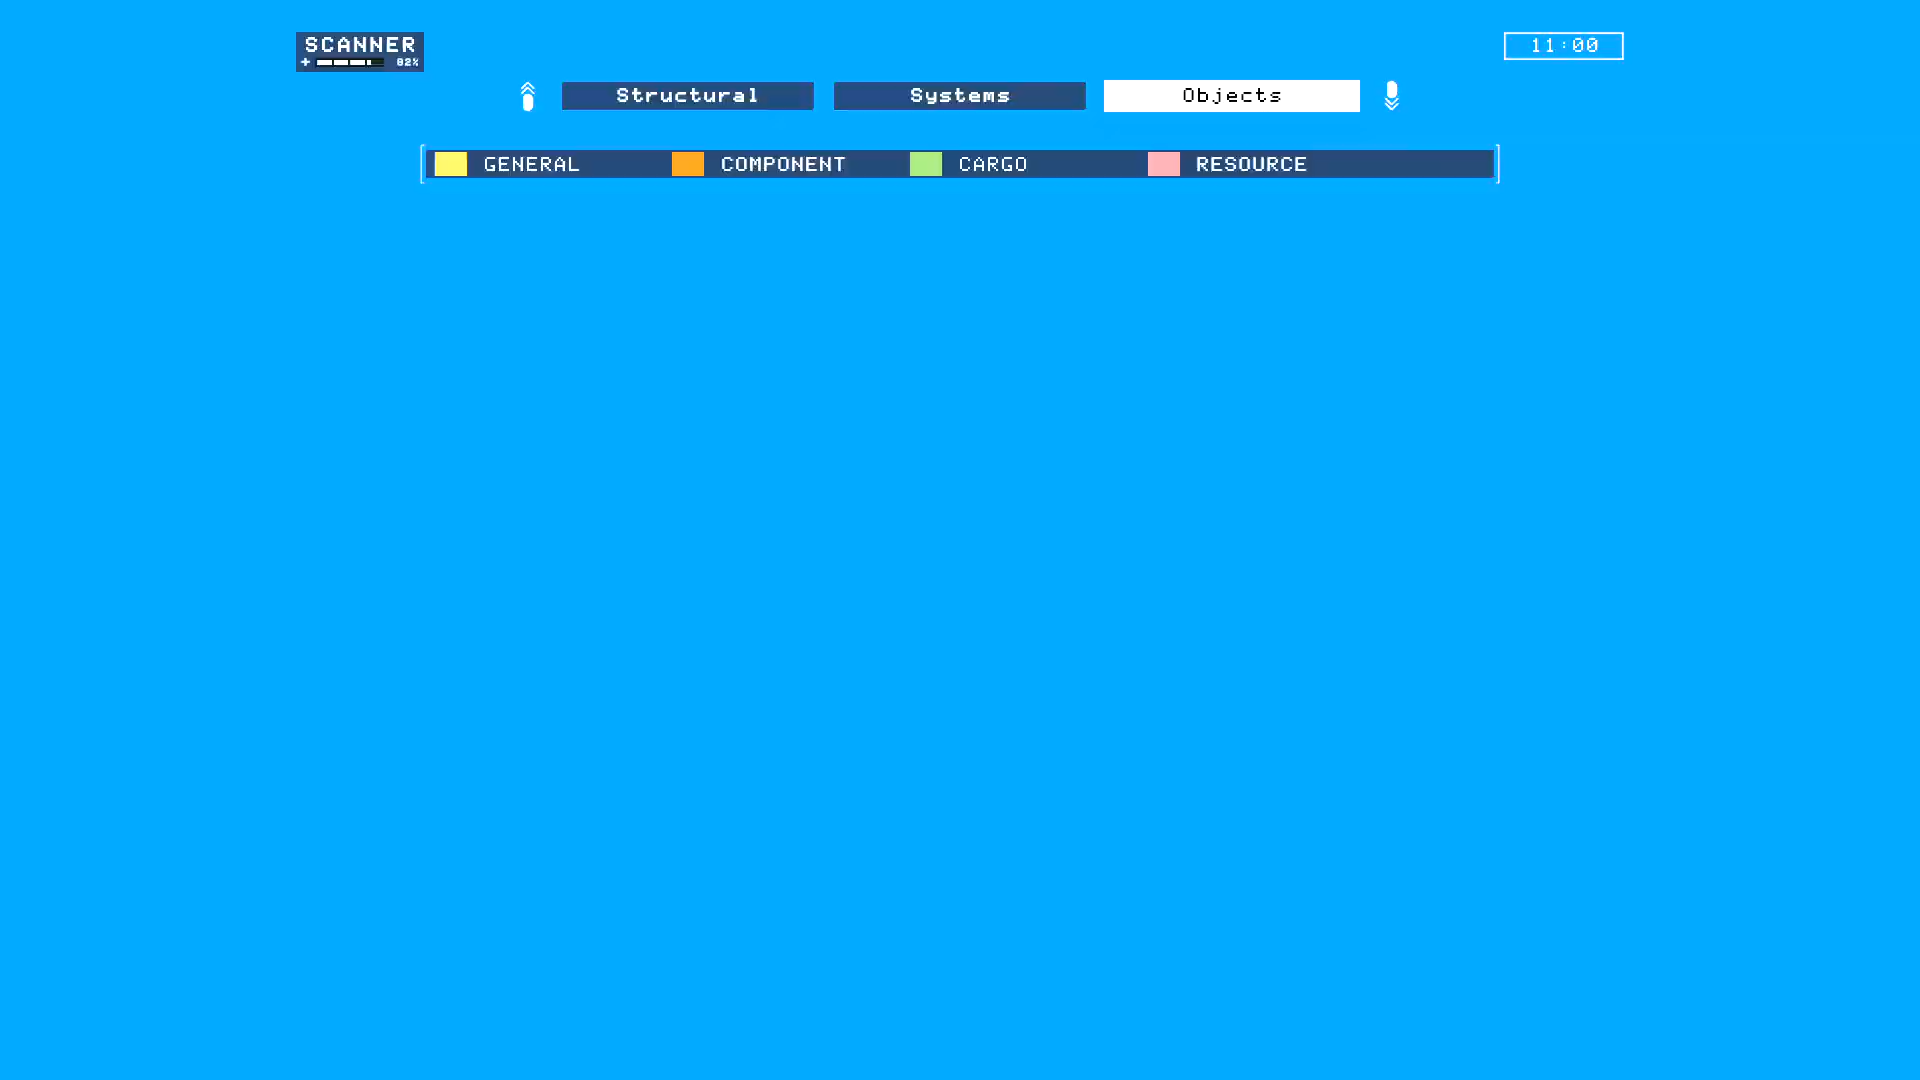 SCANNER
82%
11:00
Structural Systems Objects
GENERAL COMPONENT CARGO RESOURCE